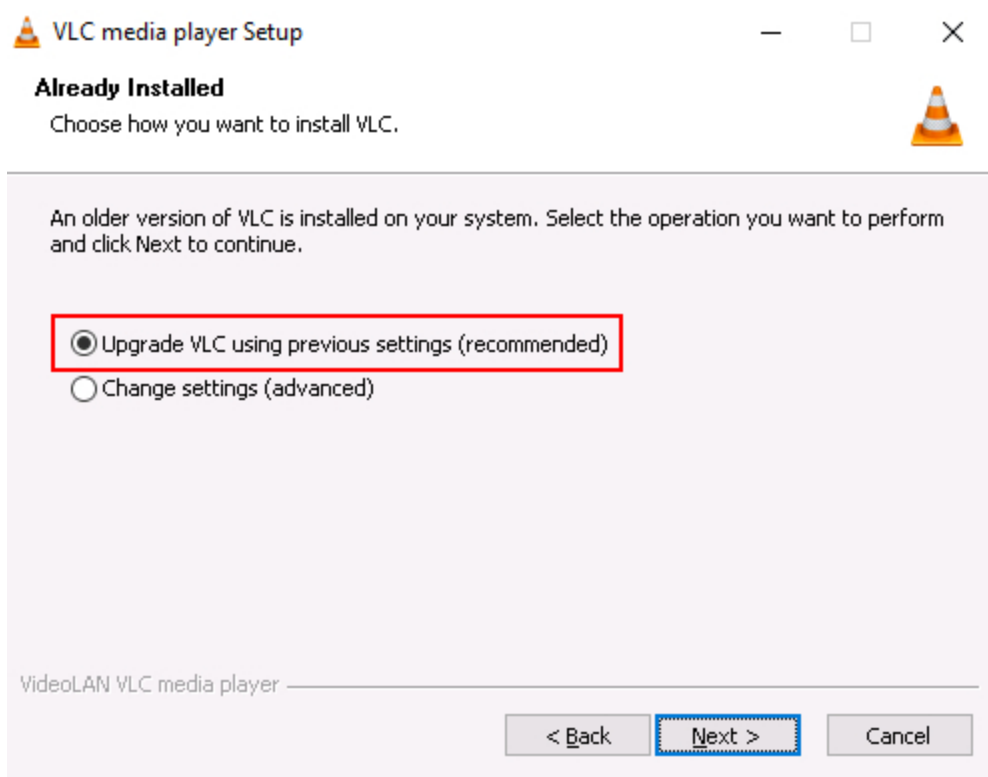 VLC media player Setup
Already Installed
Choose how you want to install VLC.
An older version of VLC is installed on your system. Select the operation you want to perform
and click Next to continue.
Upgrade VLC using previous settings (recommended)
Change settings (advanced)
VideoLAN VLC media player
< Back
Next >
Cancel